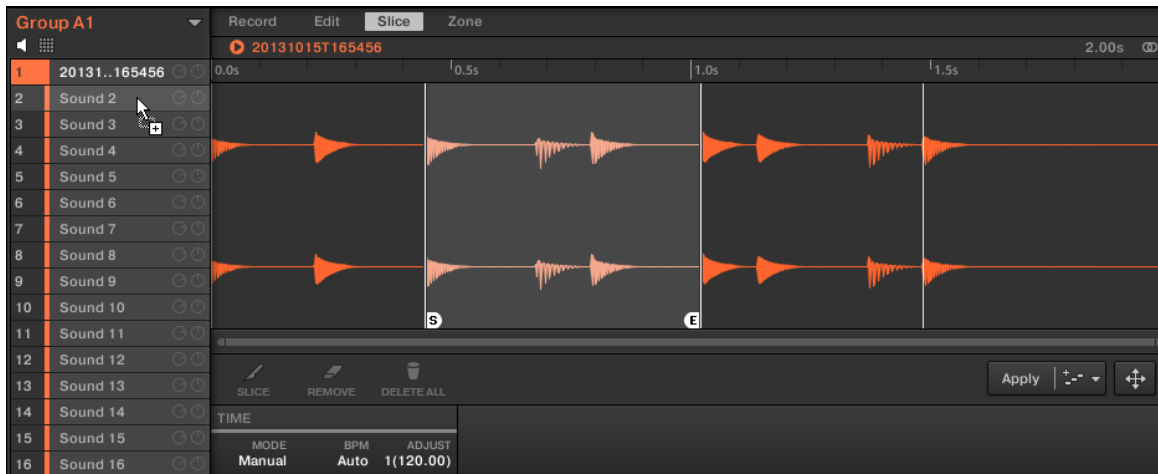 Group A1
Record Edit Slice Zone
20131015T165456 2.00s
1 20131..165456 0.0s 0.5s 1.0s 1.5s
2 Sound 2
3 Sound 3
4 Sound 4
5 Sound 5
6 Sound 6
7 Sound 7
8 Sound 8
9 Sound 9
10 Sound 10
S E
11 Sound 11
12 Sound 12
13 Sound 13
SLICE REMOVE DELETE ALL
Apply
14 Sound 14
TIME
15 Sound 15
MODE BPM ADJUST
16 Sound 16
Manual Auto 1(120.00)